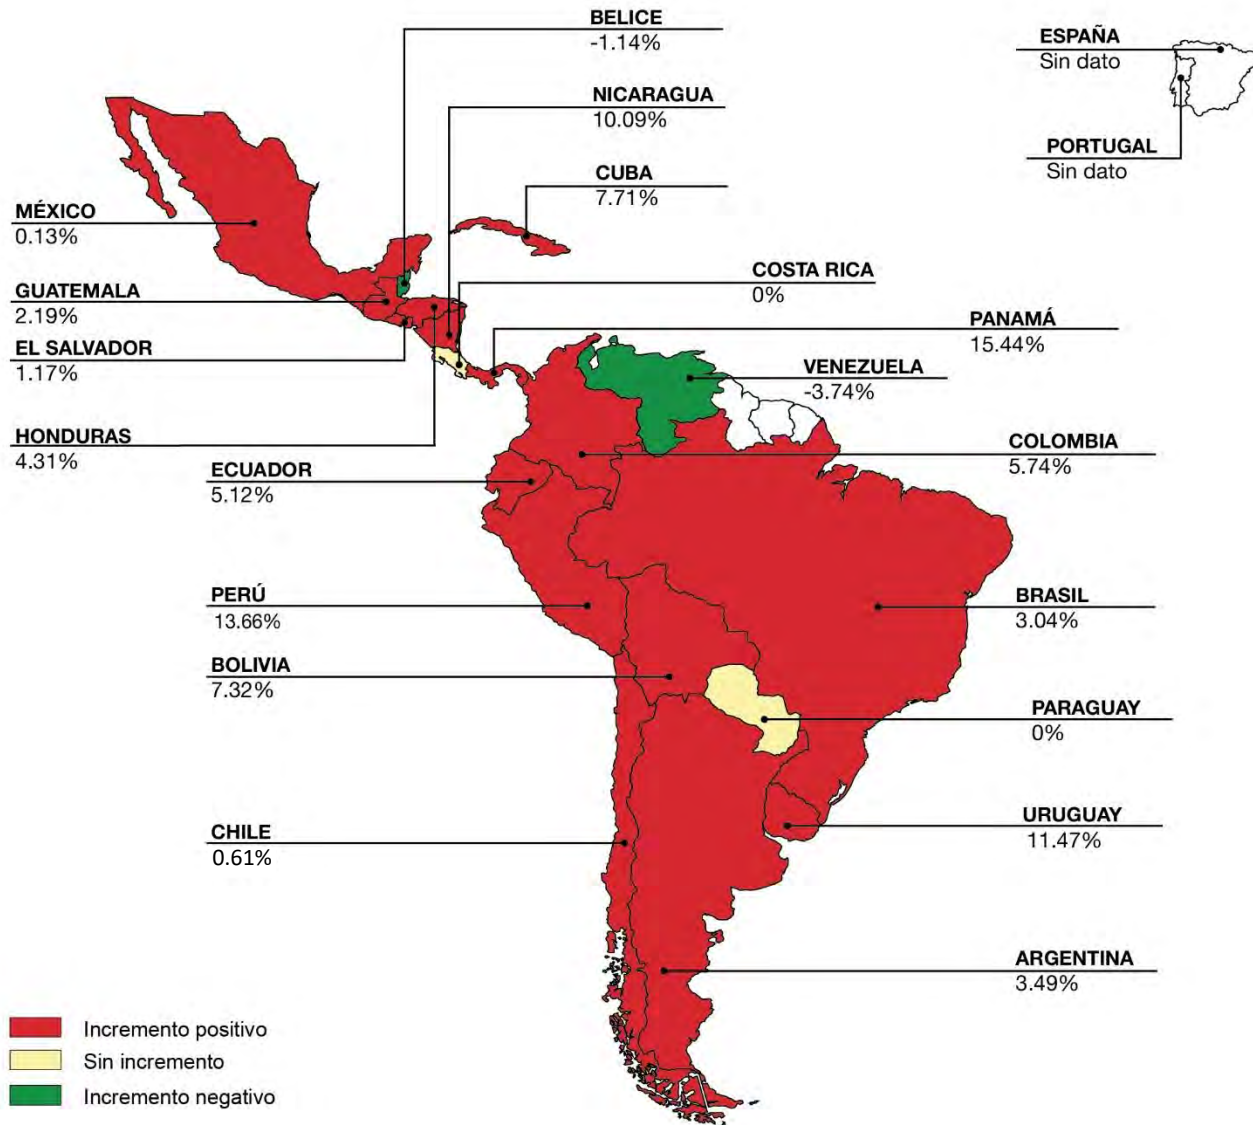 BELICE
-1.14%
ESPAÑA
Sin dato
NICARAGUA
10.09%
PORTUGAL
Sin dato
CUBA
7.71%
MÉXICO
0.13%
COSTA RICA
0%
GUATEMALA
2.19%
PANAMÁ
15.44%
EL SALVADOR
1.17%
VENEZUELA
-3.74%
HONDURAS
4.31%
COLOMBIA
5.74%
ECUADOR
5.12%
PERÚ
13.66%
BRASIL
3.04%
BOLIVIA
7.32%
PARAGUAY
0%
URUGUAY
11.47%
CHILE
0.61%
ARGENTINA
3.49%
Incremento positivo
Sin incremento
Incremento negativo